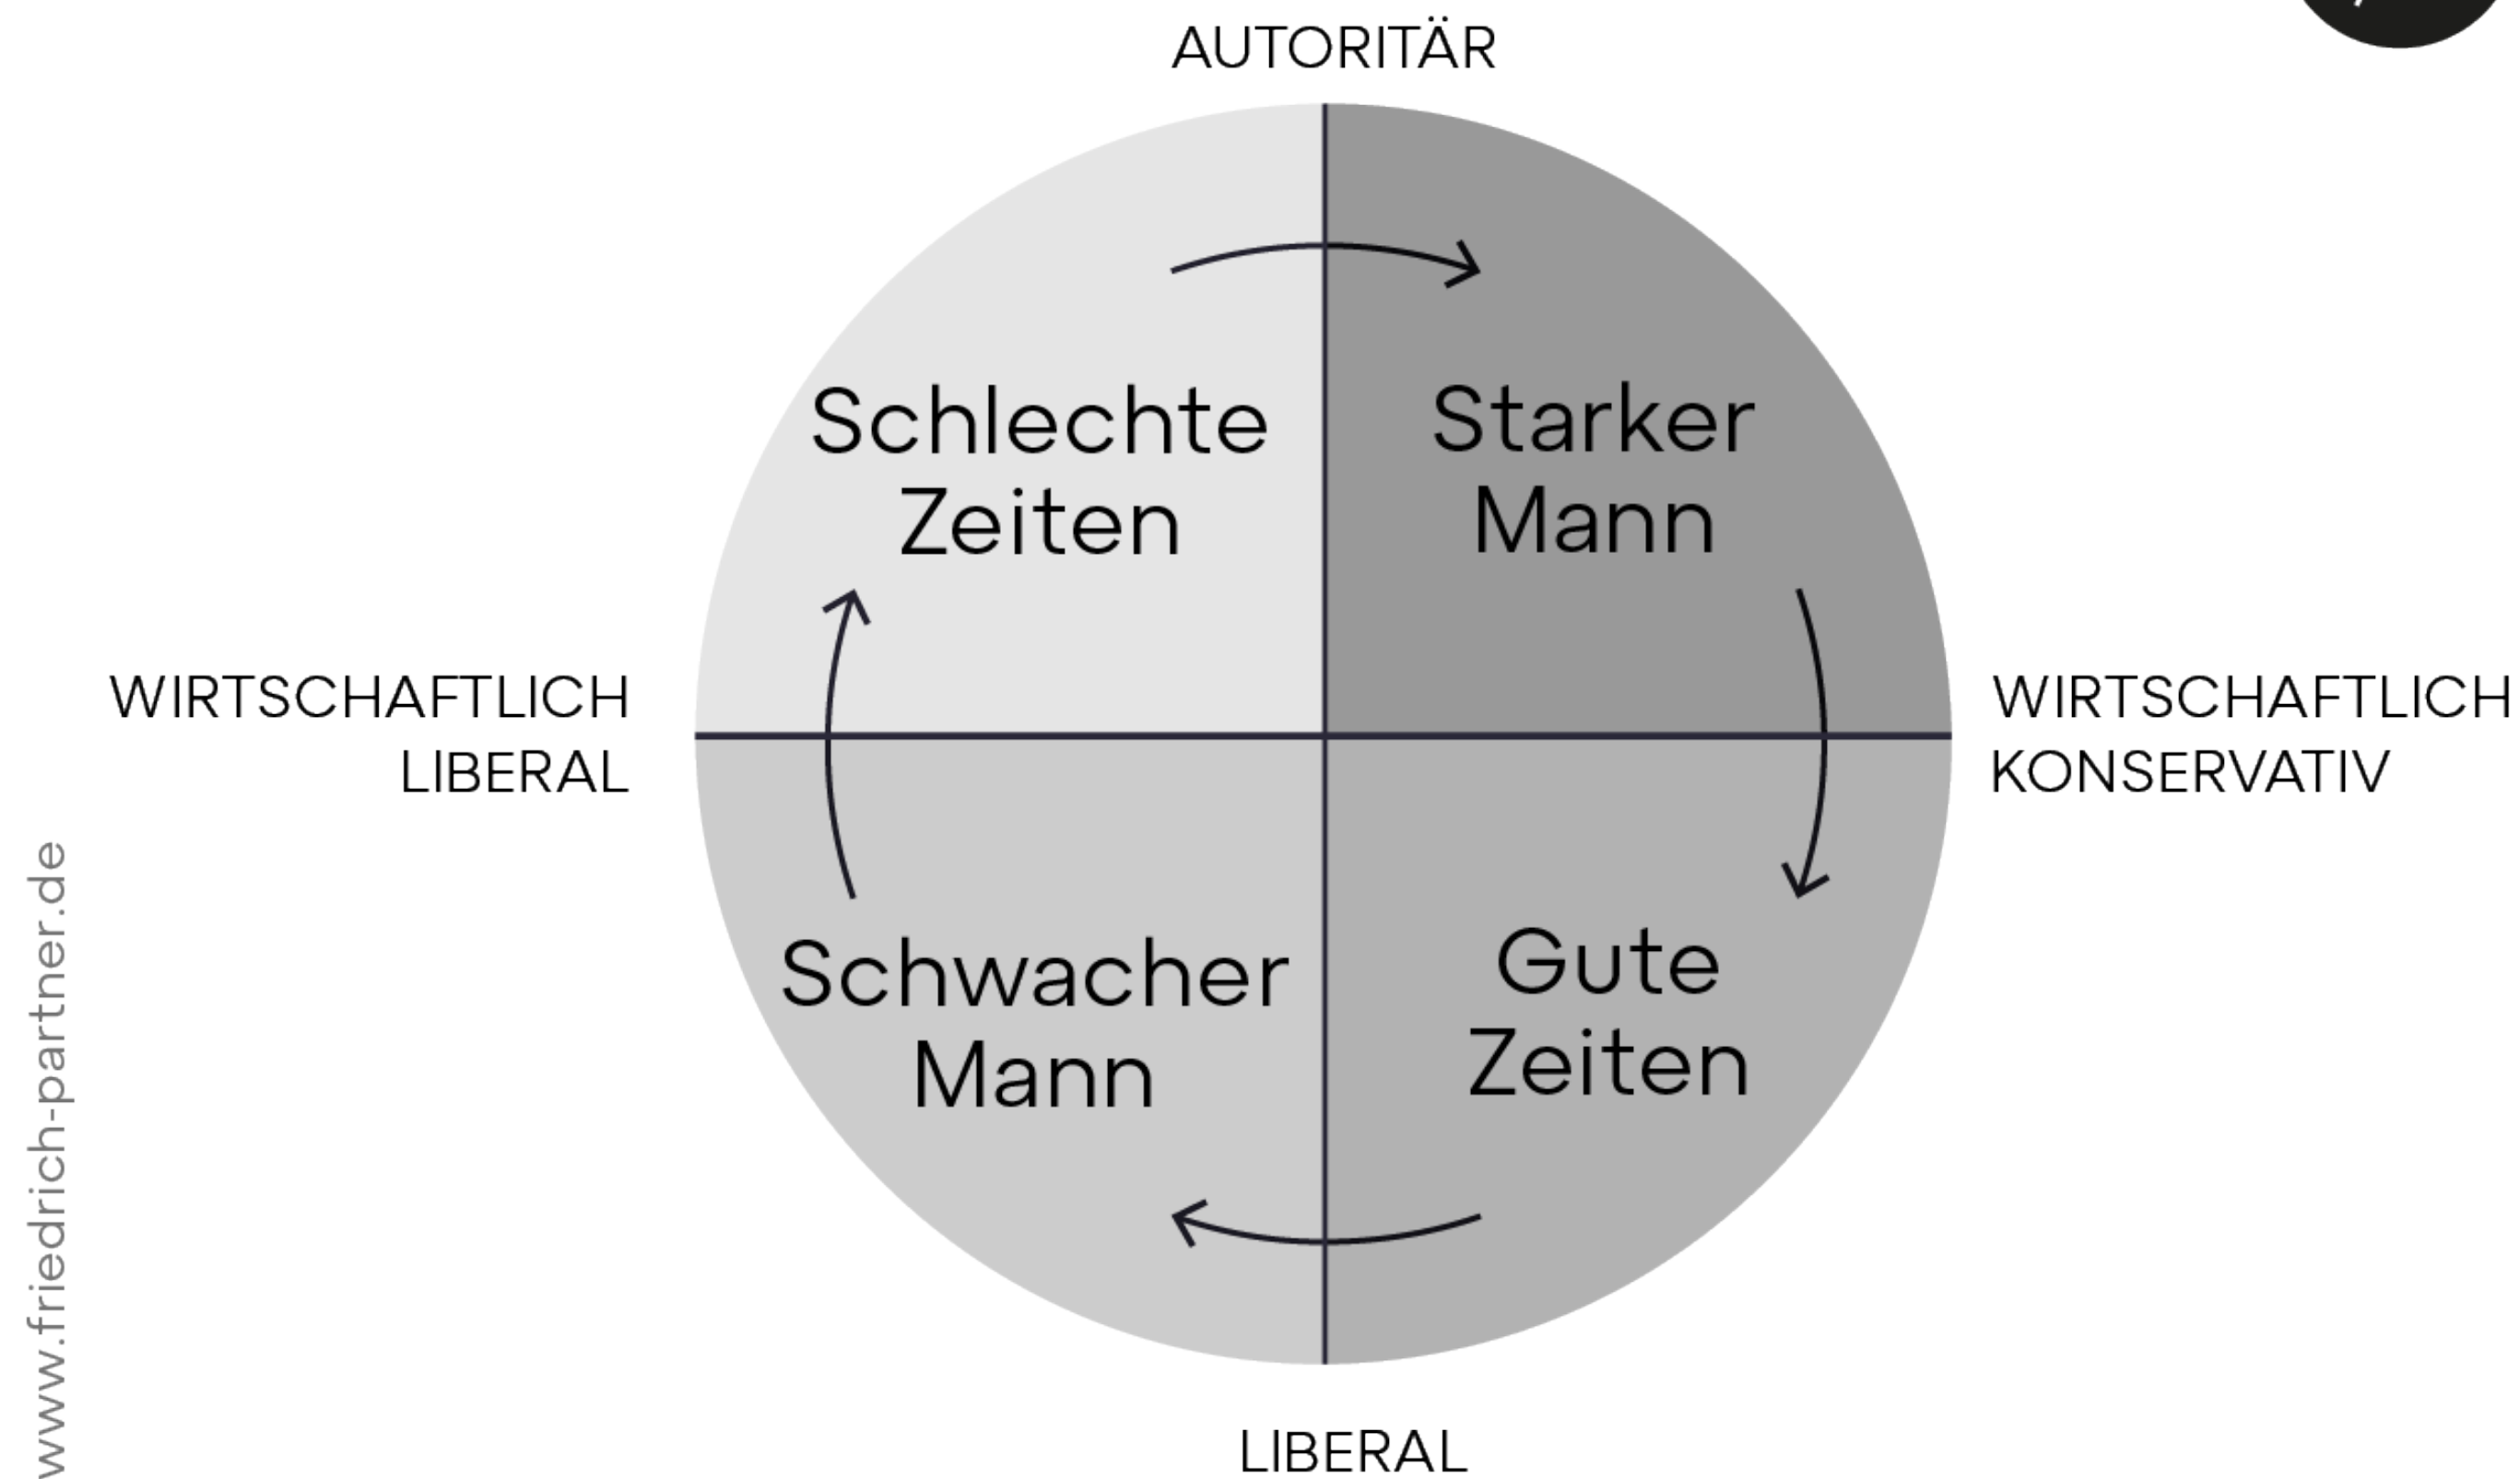 AUTORITÄR
Schlechte
Zeiten
Starker
Mann
WIRTSCHAFTLICH
LIBERAL
WIRTSCHAFTLICH
KONSERVATIV
Schwacher
Mann
Gute
Zeiten
LIBERAL
www.friedrich-partner.de